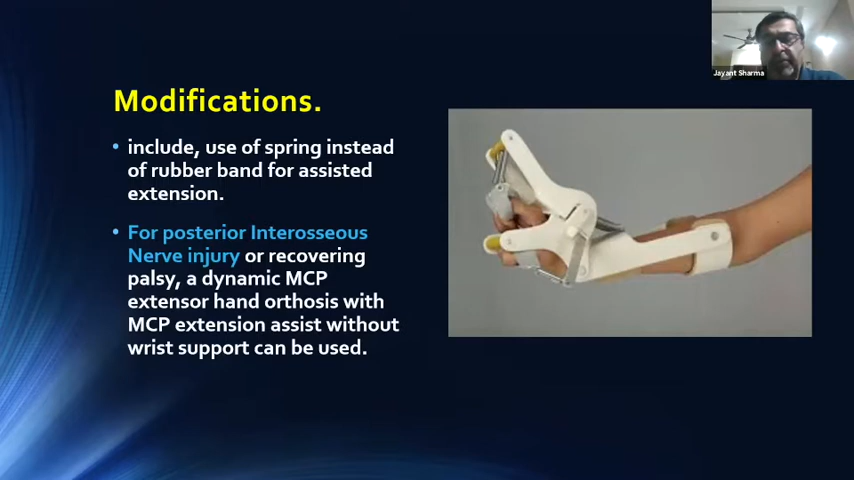 Jayant Sharma
Modifications.
• include, use of spring instead
of rubber band for assisted
extension.
• For posterior Interosseous
Nerve injury or recovering
palsy, a dynamic MCP
extensor hand orthosis with
MCP extension assist without
wrist support can be used.